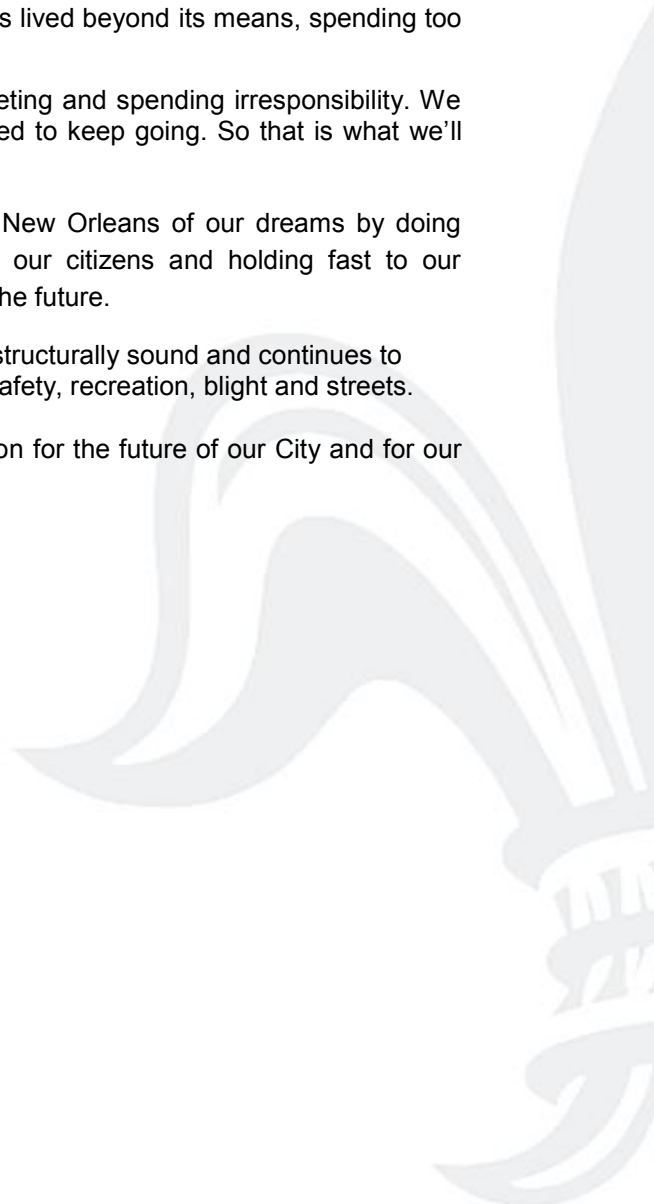 s lived beyond its means, spending too
eting and spending irresponsibility. We
ed to keep going. So that is what we’ll
New Orleans of our dreams by doing
our citizens and holding fast to our
he future.
structurally sound and continues to
afety, recreation, blight and streets.
on for the future of our City and for our